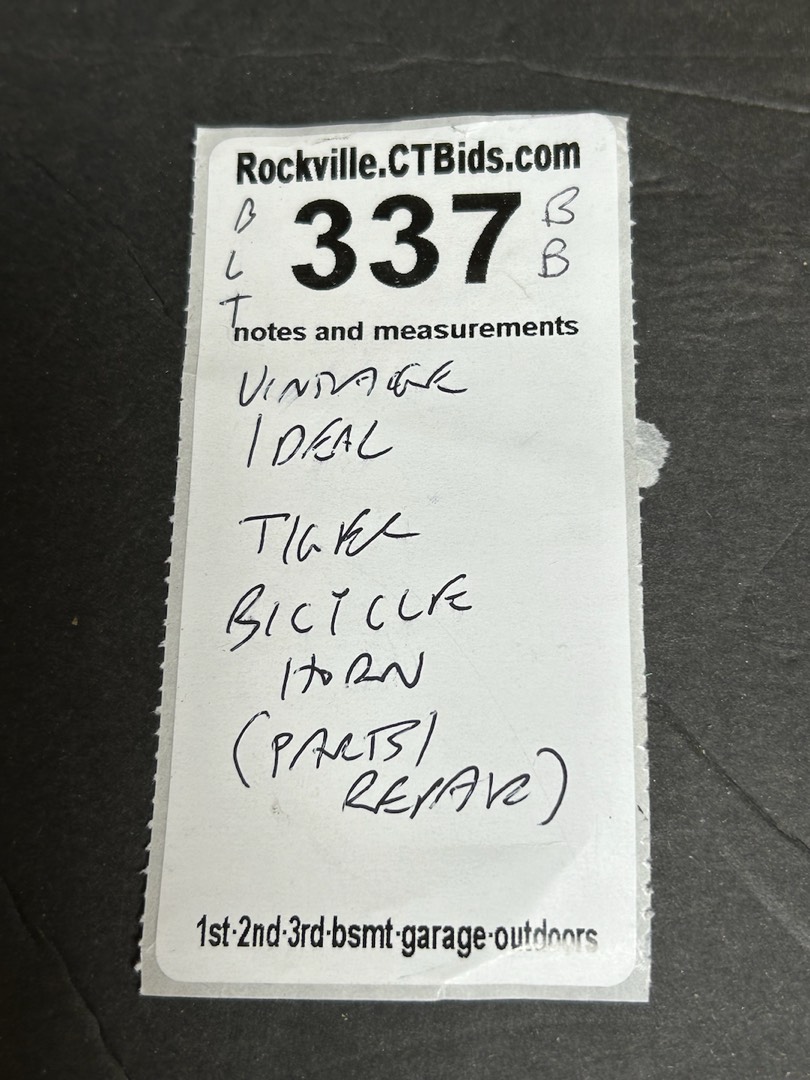 Rockville.CTBids.com
B 337 B
L B
T
notes and measurements
VINTAGE
IDEAL
TIGER
BICYCLE
HORN
(PARTS/
REPAIR)
1st·2nd·3rd·bsmt·garage·outdoors